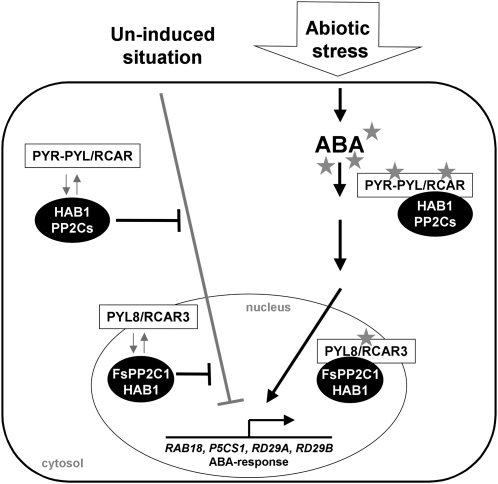 Un-induced
situation
Abiotic
stress
ABA
PYR-PYL/RCAR
HAB1
PP2Cs
PYR-PYL/RCAR
HAB1
PP2Cs
nucleus
PYL8/RCAR3
FsPP2C1
HAB1
PYL8/RCAR3
FsPP2C1
HAB1
RAB18, P5CS1, RD29A, RD29B
ABA-response
cytosol